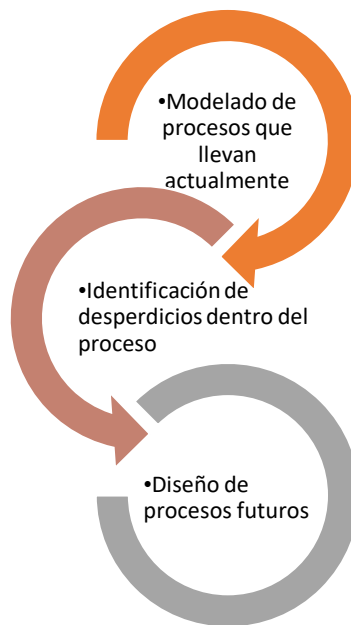 •Modelado de
procesos que
llevan
actualmente
•Identificación de
desperdicios dentro del
proceso
•Diseño de
procesos futuros